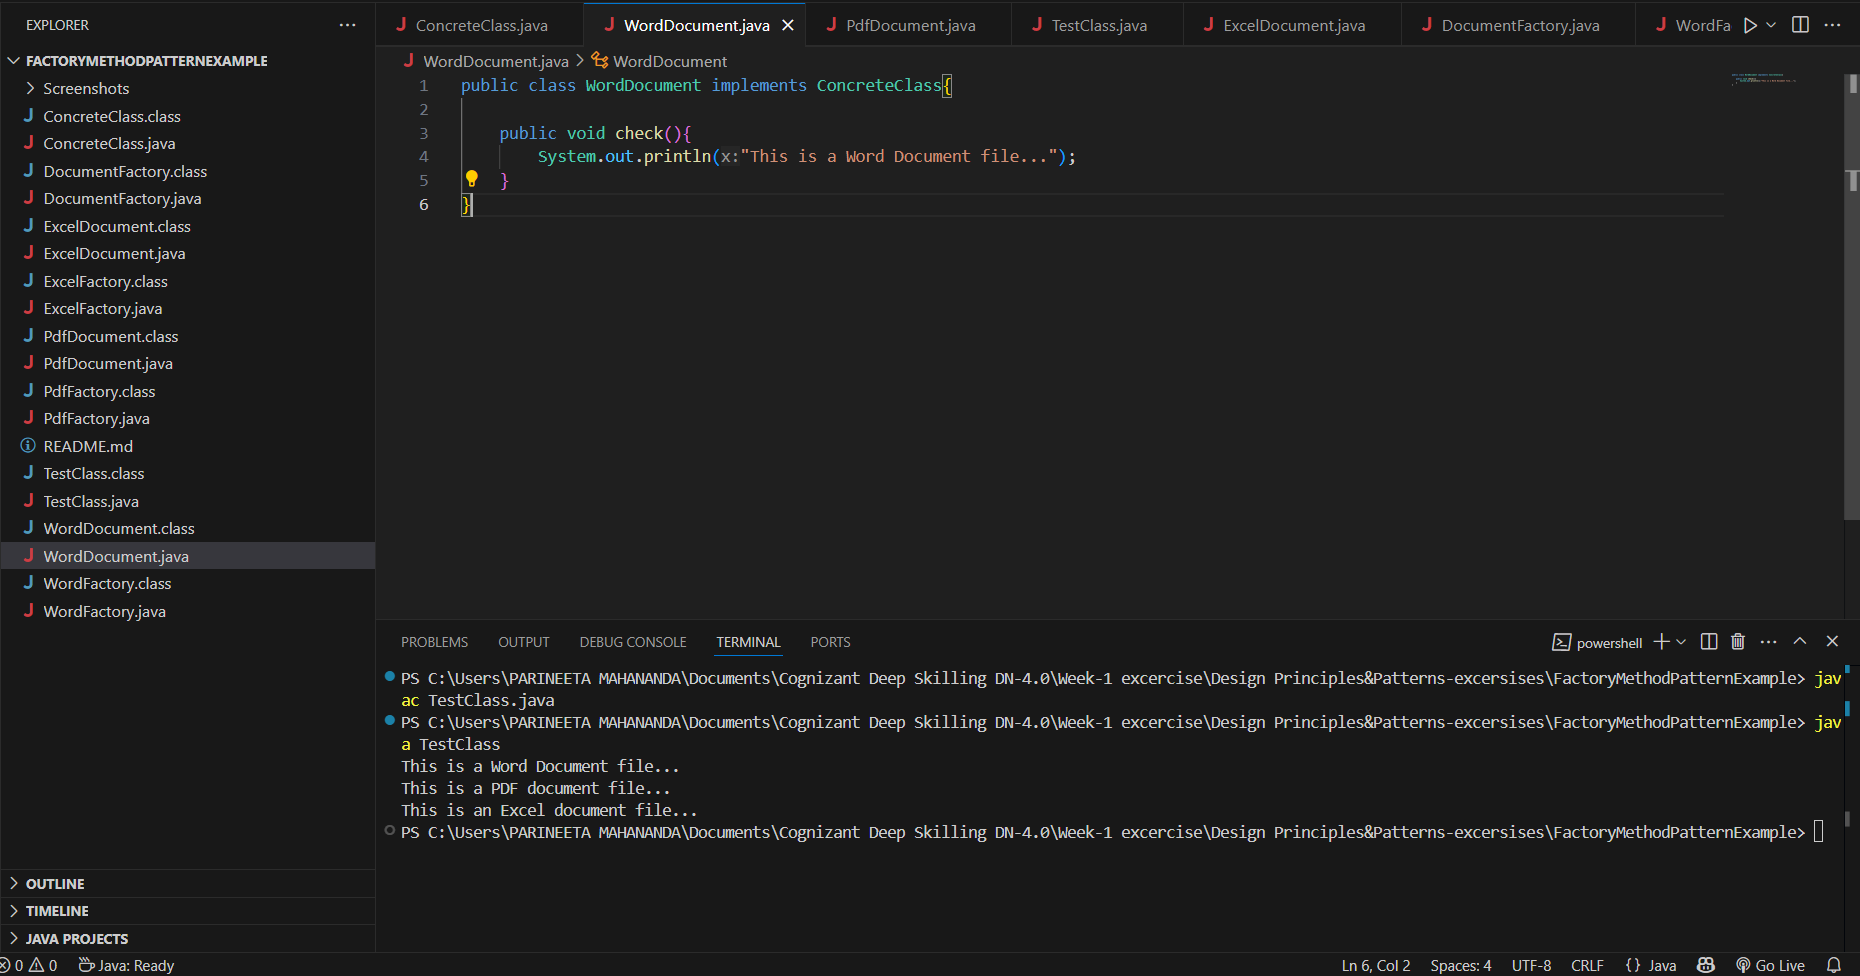 EXPLORER
FACTORYMETHODPATTERNEXAMPLE
Screenshots
ConcreteClass.class
ConcreteClass.java
DocumentFactory.class
DocumentFactory.java
ExcelDocument.class
ExcelDocument.java
ExcelFactory.class
ExcelFactory.java
PdfDocument.class
PdfDocument.java
PdfFactory.class
PdfFactory.java
README.md
TestClass.class
TestClass.java
WordDocument.class
WordDocument.java
WordFactory.class
WordFactory.java
OUTLINE
TIMELINE
JAVA PROJECTS
ConcreteClass.java WordDocument.java PdfDocument.java TestClass.java ExcelDocument.java DocumentFactory.java WordFa
WordDocument.java > WordDocument
1 public class WordDocument implements ConcreteClass{
2
3 public void check(){
4 System.out.println(x:"This is a Word Document file...");
5 }
6 }
PROBLEMS OUTPUT DEBUG CONSOLE TERMINAL PORTS powershell
PS C:\Users\PARINEETA MAHANANDA\Documents\Cognizant Deep Skilling DN-4.0\Week-1 excercise\Design Principles&Patterns-excersises\FactoryMethodPatternExample> jav
ac TestClass.java
PS C:\Users\PARINEETA MAHANANDA\Documents\Cognizant Deep Skilling DN-4.0\Week-1 excercise\Design Principles&Patterns-excersises\FactoryMethodPatternExample> jav
a TestClass
This is a Word Document file...
This is a PDF document file...
This is an Excel document file...
PS C:\Users\PARINEETA MAHANANDA\Documents\Cognizant Deep Skilling DN-4.0\Week-1 excercise\Design Principles&Patterns-excersises\FactoryMethodPatternExample>
0 0 Java: Ready Ln 6, Col 2 Spaces: 4 UTF-8 CRLF {} Java Go Live